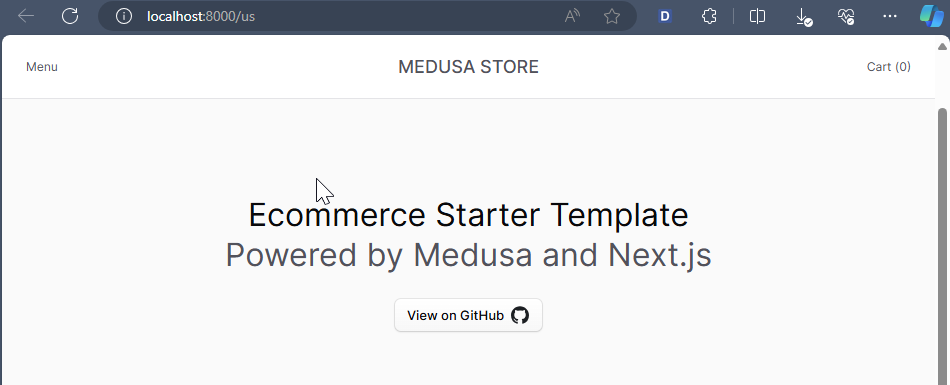 localhost:8000/us
D
Menu
MEDUSA STORE
Cart (0)
Ecommerce Starter Template
Powered by Medusa and Next.js
View on GitHub